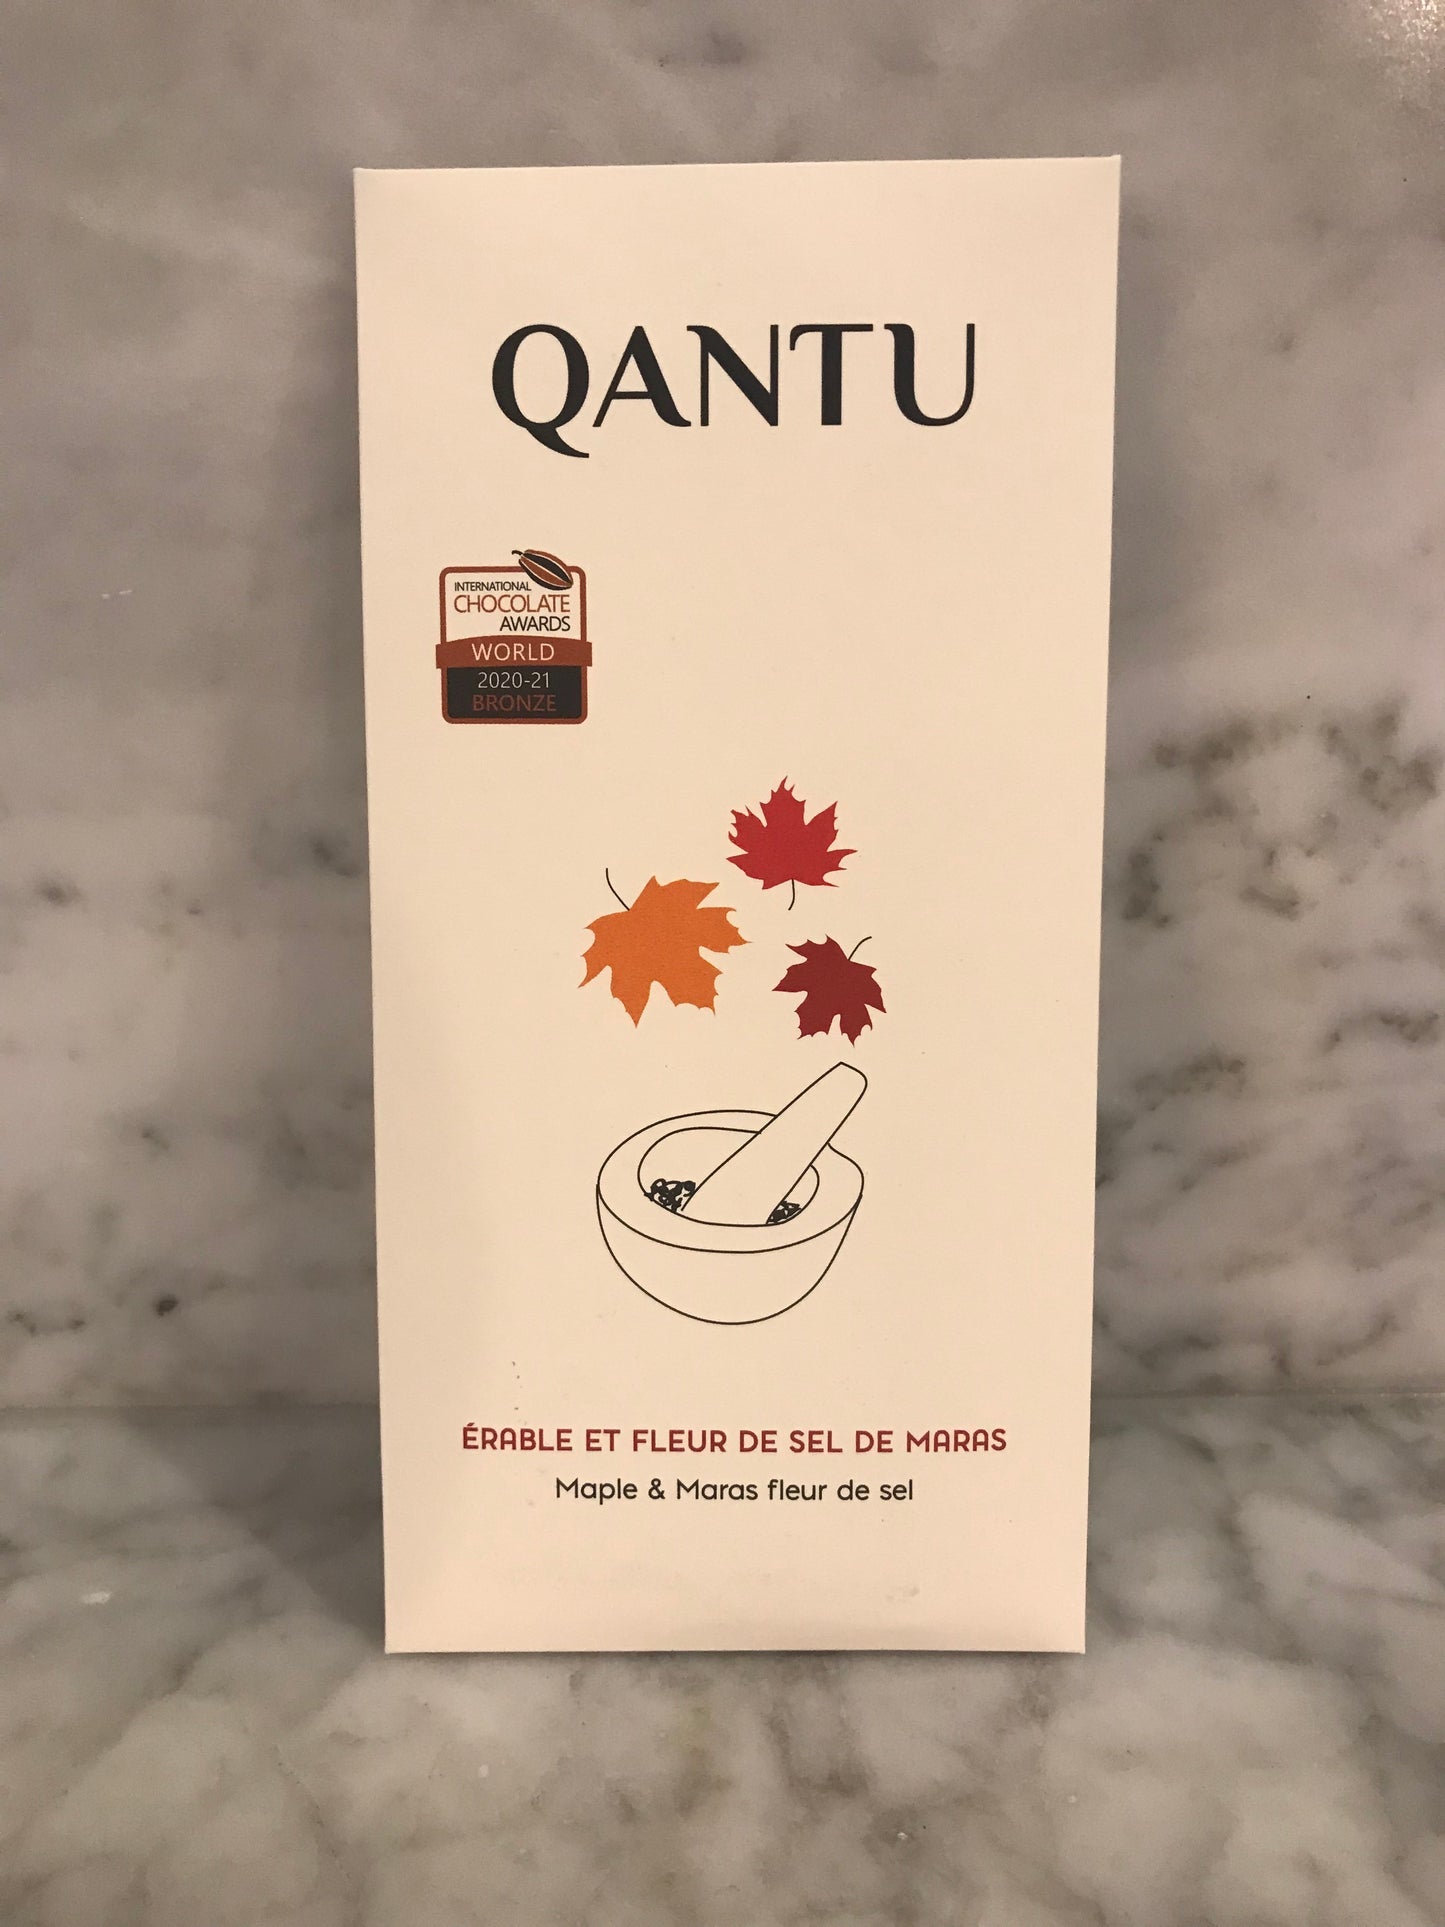 QANTU
INTERNATIONAL
CHOCOLATE
AWARDS
WORLD
2020-21
BRONZE
ÉRABLE ET FLEUR DE SEL DE MARAS
Maple & Maras fleur de sel